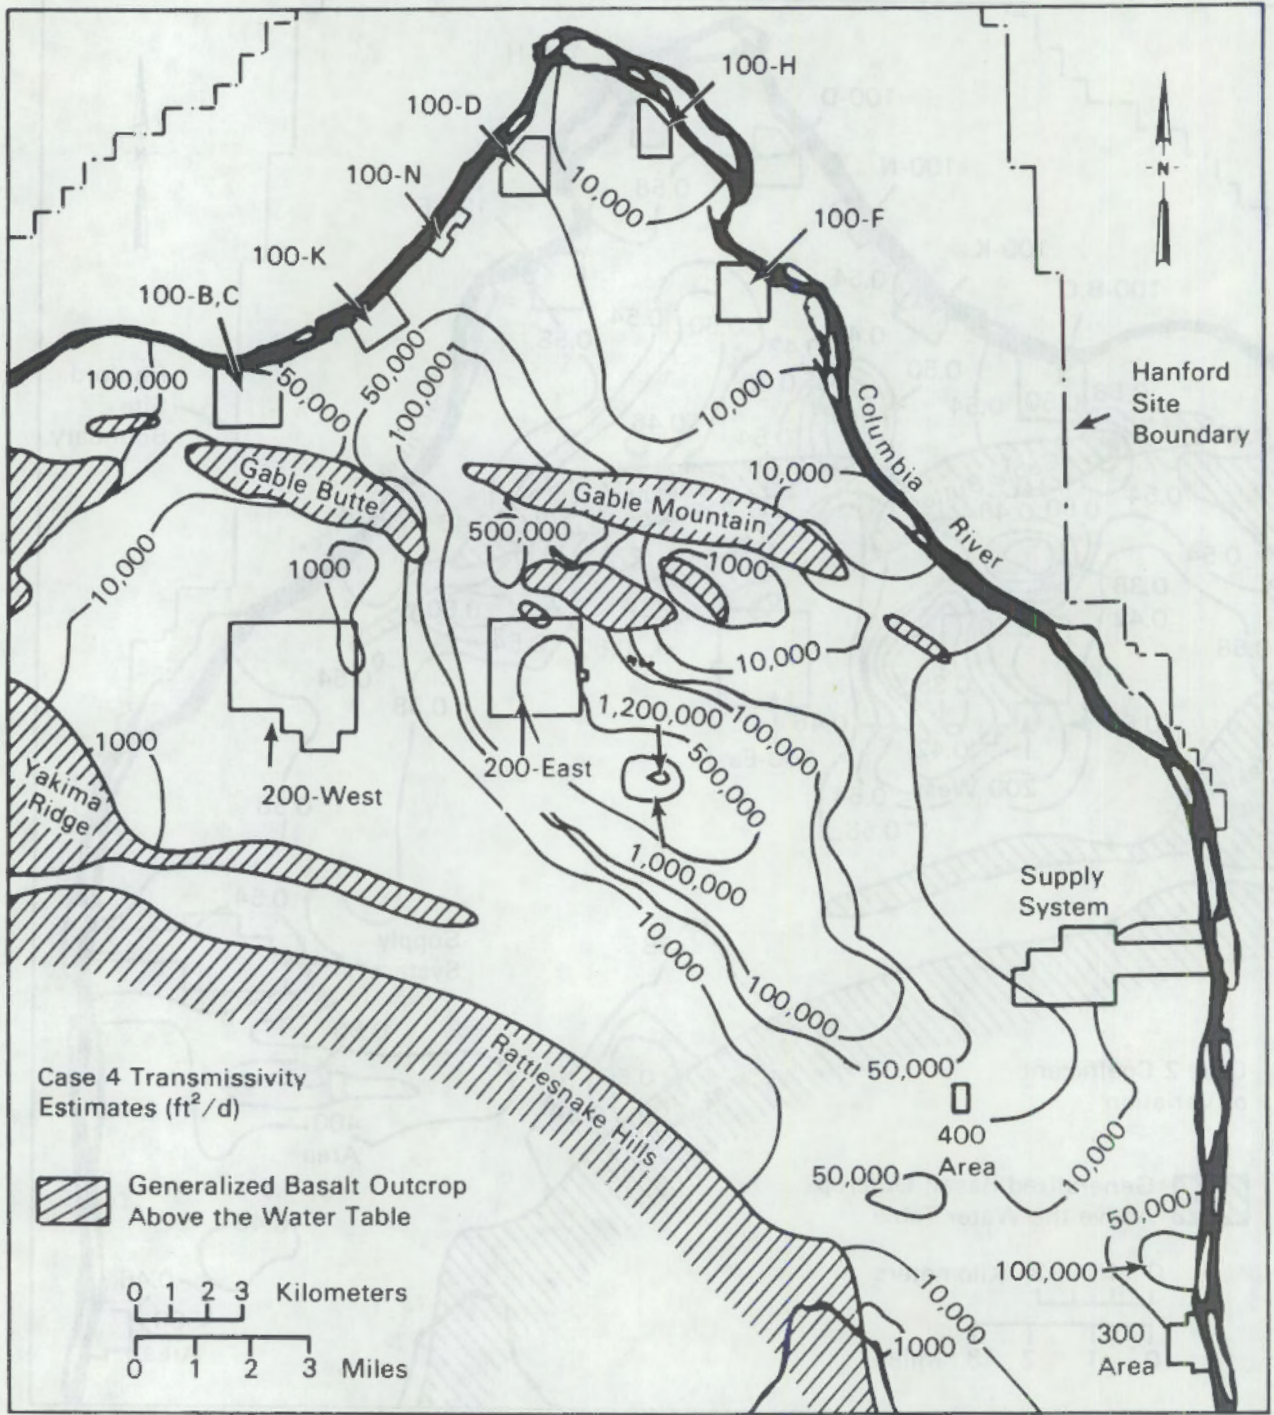 100-H
100-D
100-N
10,000
100-F
100-K
100-B,C
100,000
50,000
50,000
100,000
10,000
Hanford
Site
Boundary
Columbia
River
N
Gable Butte
Gable Mountain
10,000
500,000
1000
1000
10,000
10,000
1,200,000
100,000
500,000
200-East
200-West
1000
Yakima
Ridge
1,000,000
10,000
100,000
50,000
Supply
System
Rattlesnake Hills
400
Area
50,000
10,000
50,000
100,000
10,000
1000
300
Area
Case 4 Transmissivity
Estimates (ft²/d)
Generalized Basalt Outcrop
Above the Water Table
0 1 2 3 Kilometers
0 1 2 3 Miles